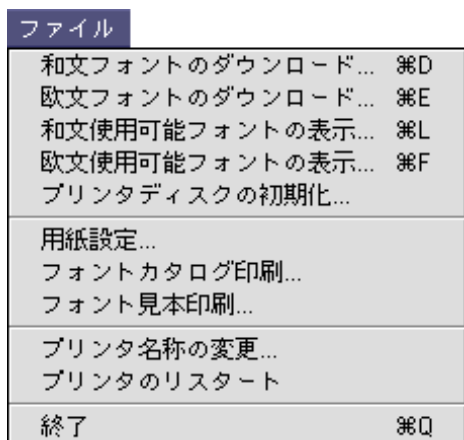 ファイル
和文フォントのダウンロード... ⌘D
欧文フォントのダウンロード... ⌘E
和文使用可能フォントの表示... ⌘L
欧文使用可能フォントの表示... ⌘F
プリンタディスクの初期化...
用紙設定...
フォントカタログ印刷...
フォント見本印刷...
プリンタ名称の変更...
プリンタのリスタート
終了 ⌘Q